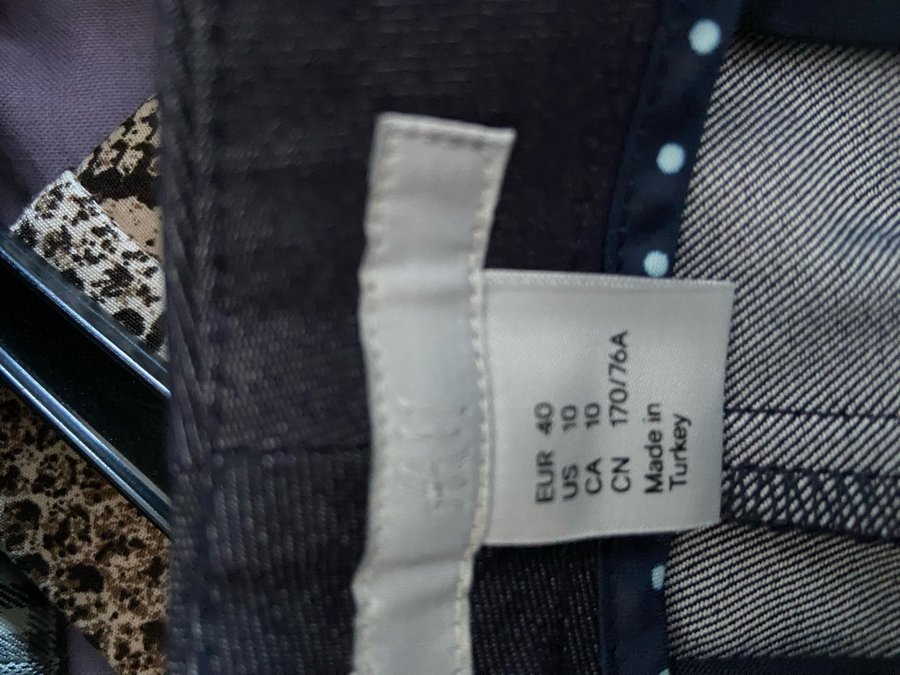 EUR 40
US 10
CA 10
CN 170/76A
Made in
Turkey